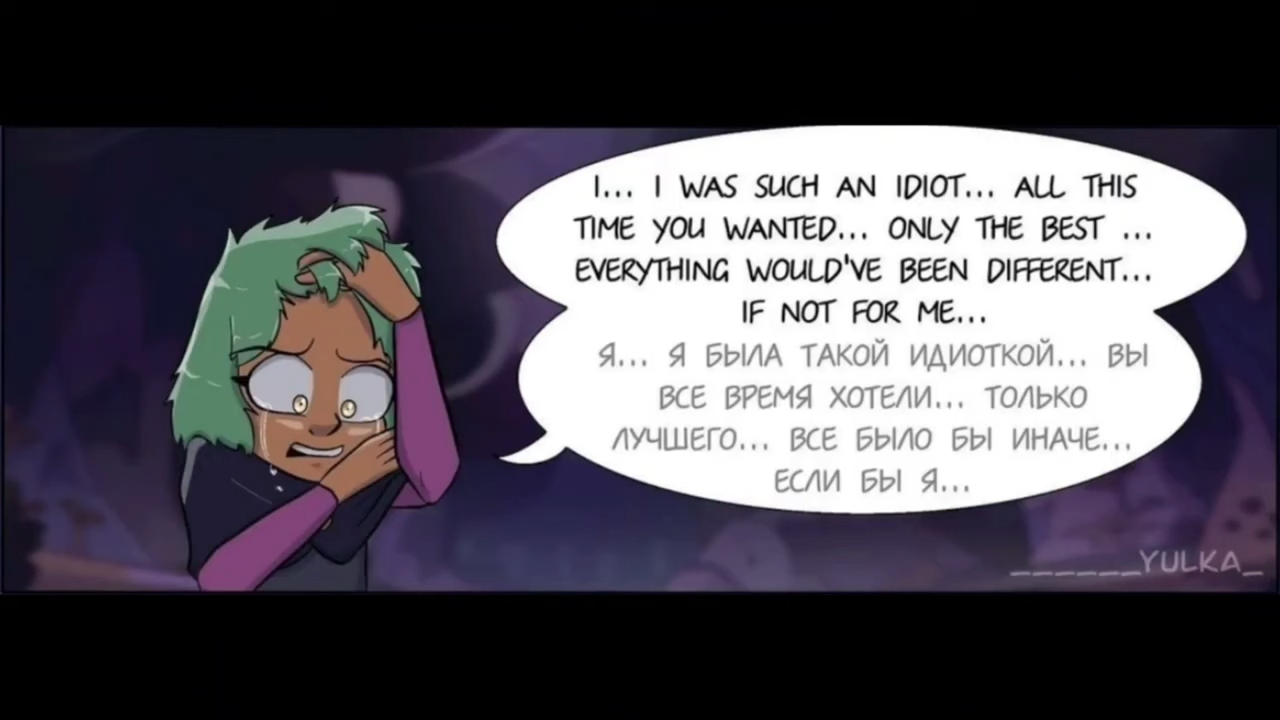 I... I WAS SUCH AN IDIOT... ALL THIS
TIME YOU WANTED... ONLY THE BEST ...
EVERYTHING WOULD'VE BEEN DIFFERENT...
IF NOT FOR ME...
Я... Я БЫЛА ТАКОЙ ИДИОТКОЙ... ВЫ
ВСЕ ВРЕМЯ ХОТЕЛИ... ТОЛЬКО
ЛУЧШЕГО... ВСЕ БЫЛО БЫ ИНАЧЕ...
ЕСЛИ БЫ Я...
______YULKA_